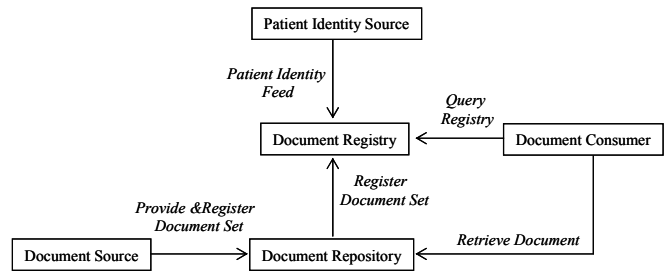 Patient Identity Source
Patient Identity
Feed
Query
Registry
Document Registry
Document Consumer
Register
Document Set
Provide &Register
Document Set
Retrieve Document
Document Source
Document Repository